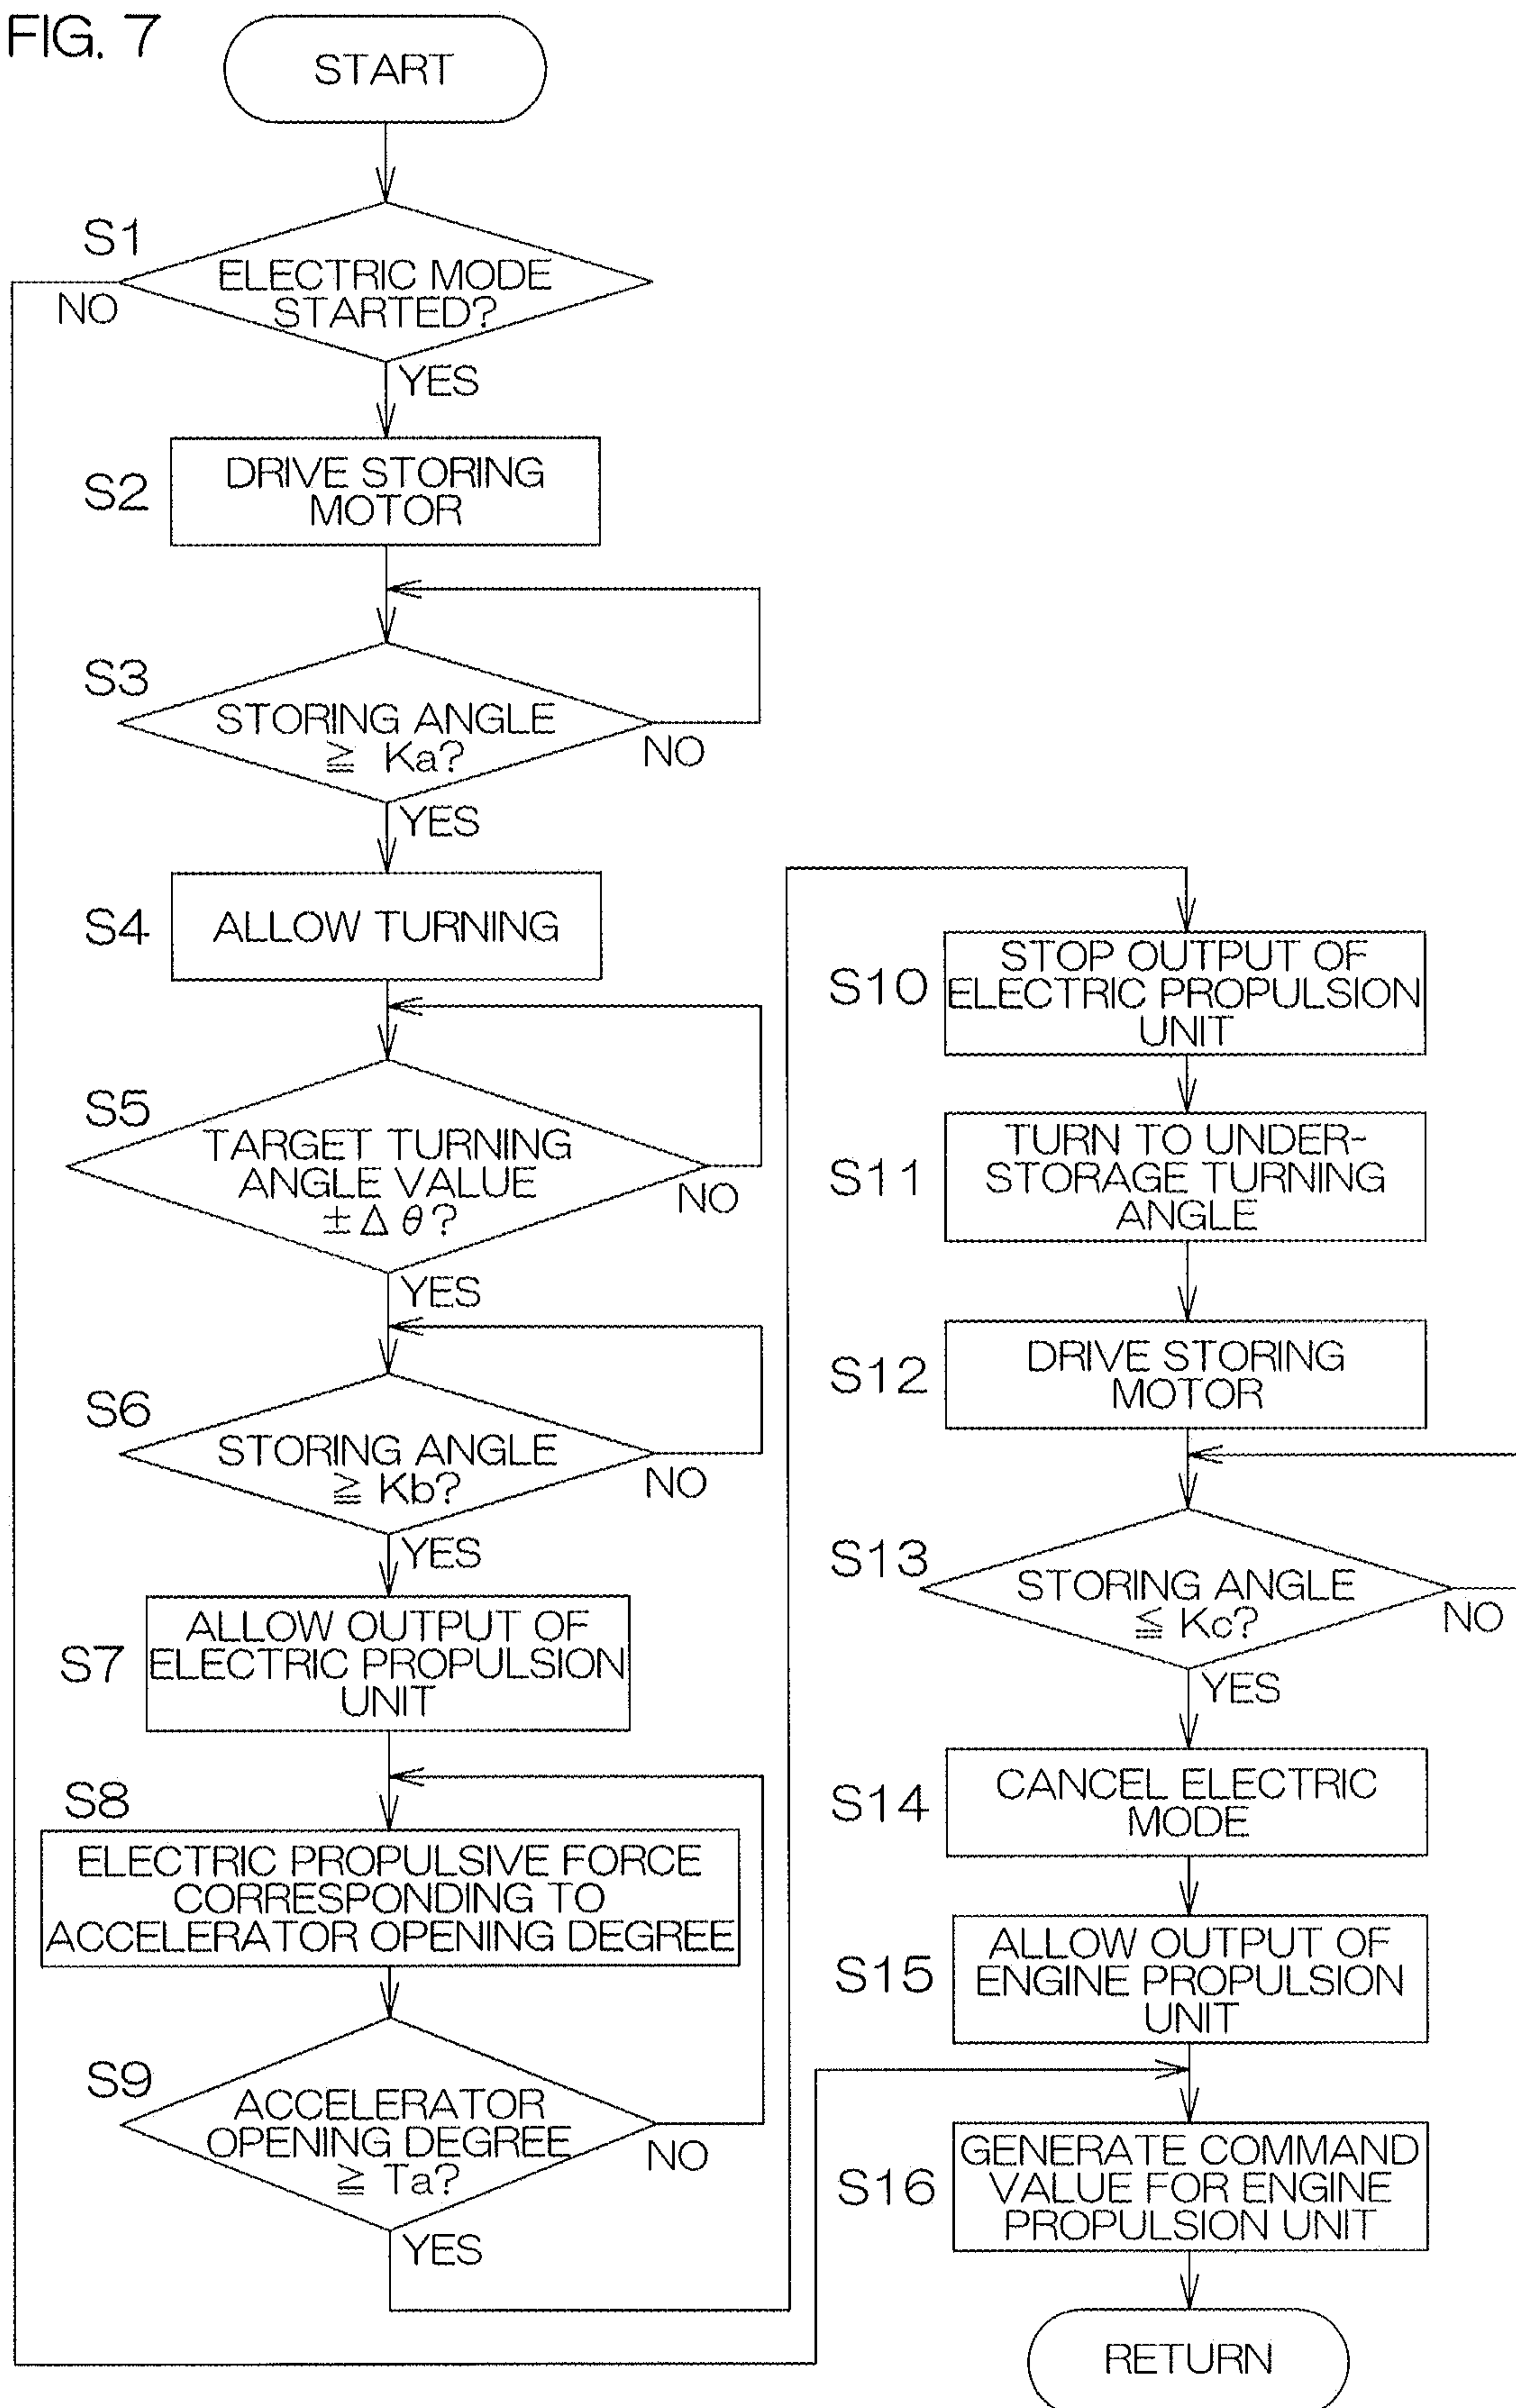 FIG. 7
START
S1
ELECTRIC MODE
STARTED?
NO
YES
S2
DRIVE STORING
MOTOR
S3
STORING ANGLE
≧ Ka?
NO
YES
S4
ALLOW TURNING
S5
TARGET TURNING
ANGLE VALUE
± Δ θ ?
NO
YES
S6
STORING ANGLE
≧ Kb?
NO
YES
S7
ALLOW OUTPUT OF
ELECTRIC PROPULSION
UNIT
S8
ELECTRIC PROPULSIVE FORCE
CORRESPONDING TO
ACCELERATOR OPENING DEGREE
S9
ACCELERATOR
OPENING DEGREE
≧ Ta?
NO
YES
S10
STOP OUTPUT OF
ELECTRIC PROPULSION
UNIT
S11
TURN TO UNDER-
STORAGE TURNING
ANGLE
S12
DRIVE STORING
MOTOR
S13
STORING ANGLE
≦ Kc?
NO
YES
S14
CANCEL ELECTRIC
MODE
S15
ALLOW OUTPUT OF
ENGINE PROPULSION
UNIT
S16
GENERATE COMMAND
VALUE FOR ENGINE
PROPULSION UNIT
RETURN